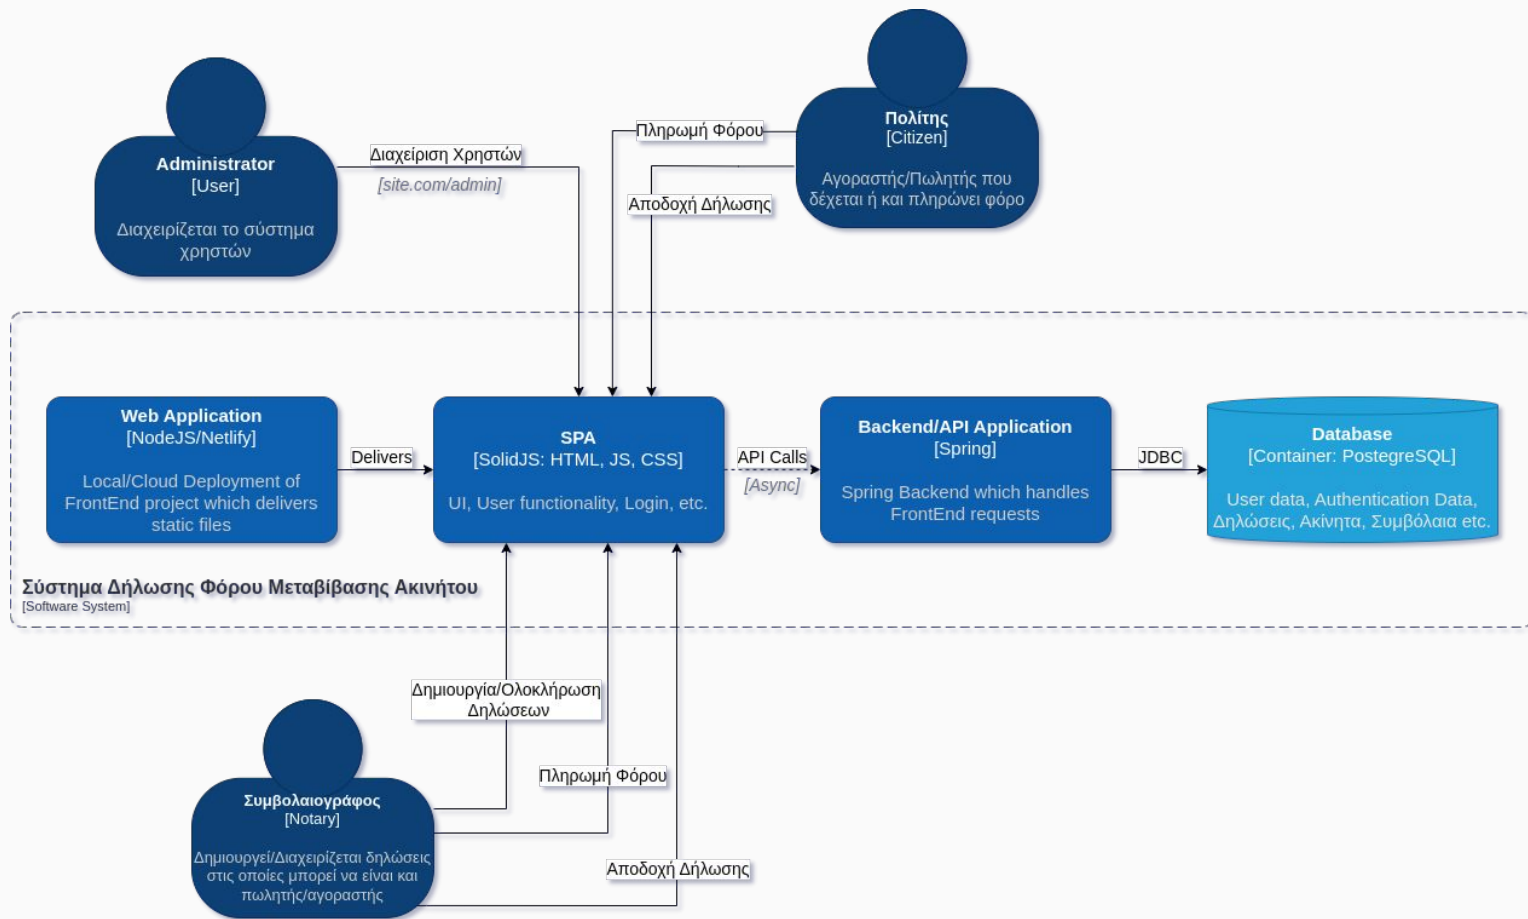 Πολίτης
[Citizen]
Αγοραστής/Πωλητής που
δέχεται ή και πληρώνει φόρο
Πληρωμή Φόρου
Αποδοχή Δήλωσης
Administrator
[User]
Διαχειρίζεται το σύστημα
χρηστών
Διαχείριση Χρηστών
[site.com/admin]
Web Application
[NodeJS/Netlify]
Local/Cloud Deployment of
FrontEnd project which delivers
static files
Delivers
SPA
[SolidJS: HTML, JS, CSS]
UI, User functionality, Login, etc.
API Calls
[Async]
Backend/API Application
[Spring]
Spring Backend which handles
FrontEnd requests
JDBC
Database
[Container: PostegreSQL]
User data, Authentication Data,
Δηλώσεις, Ακίνητα, Συμβόλαια etc.
Σύστημα Δήλωσης Φόρου Μεταβίβασης Ακινήτου
[Software System]
Δημιουργία/Ολοκλήρωση
Δηλώσεων
Πληρωμή Φόρου
Αποδοχή Δήλωσης
Συμβολαιογράφος
[Notary]
Δημιουργεί/Διαχειρίζεται δηλώσεις
στις οποίες μπορεί να είναι και
πωλητής/αγοραστής